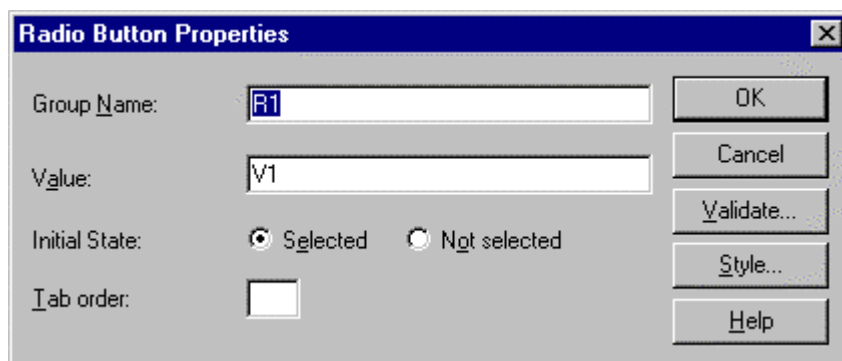 Radio Button Properties
Group Name:
R1
OK
Value:
V1
Cancel
Validate...
Initial State:
Selected
Not selected
Style...
Tab order:
Help